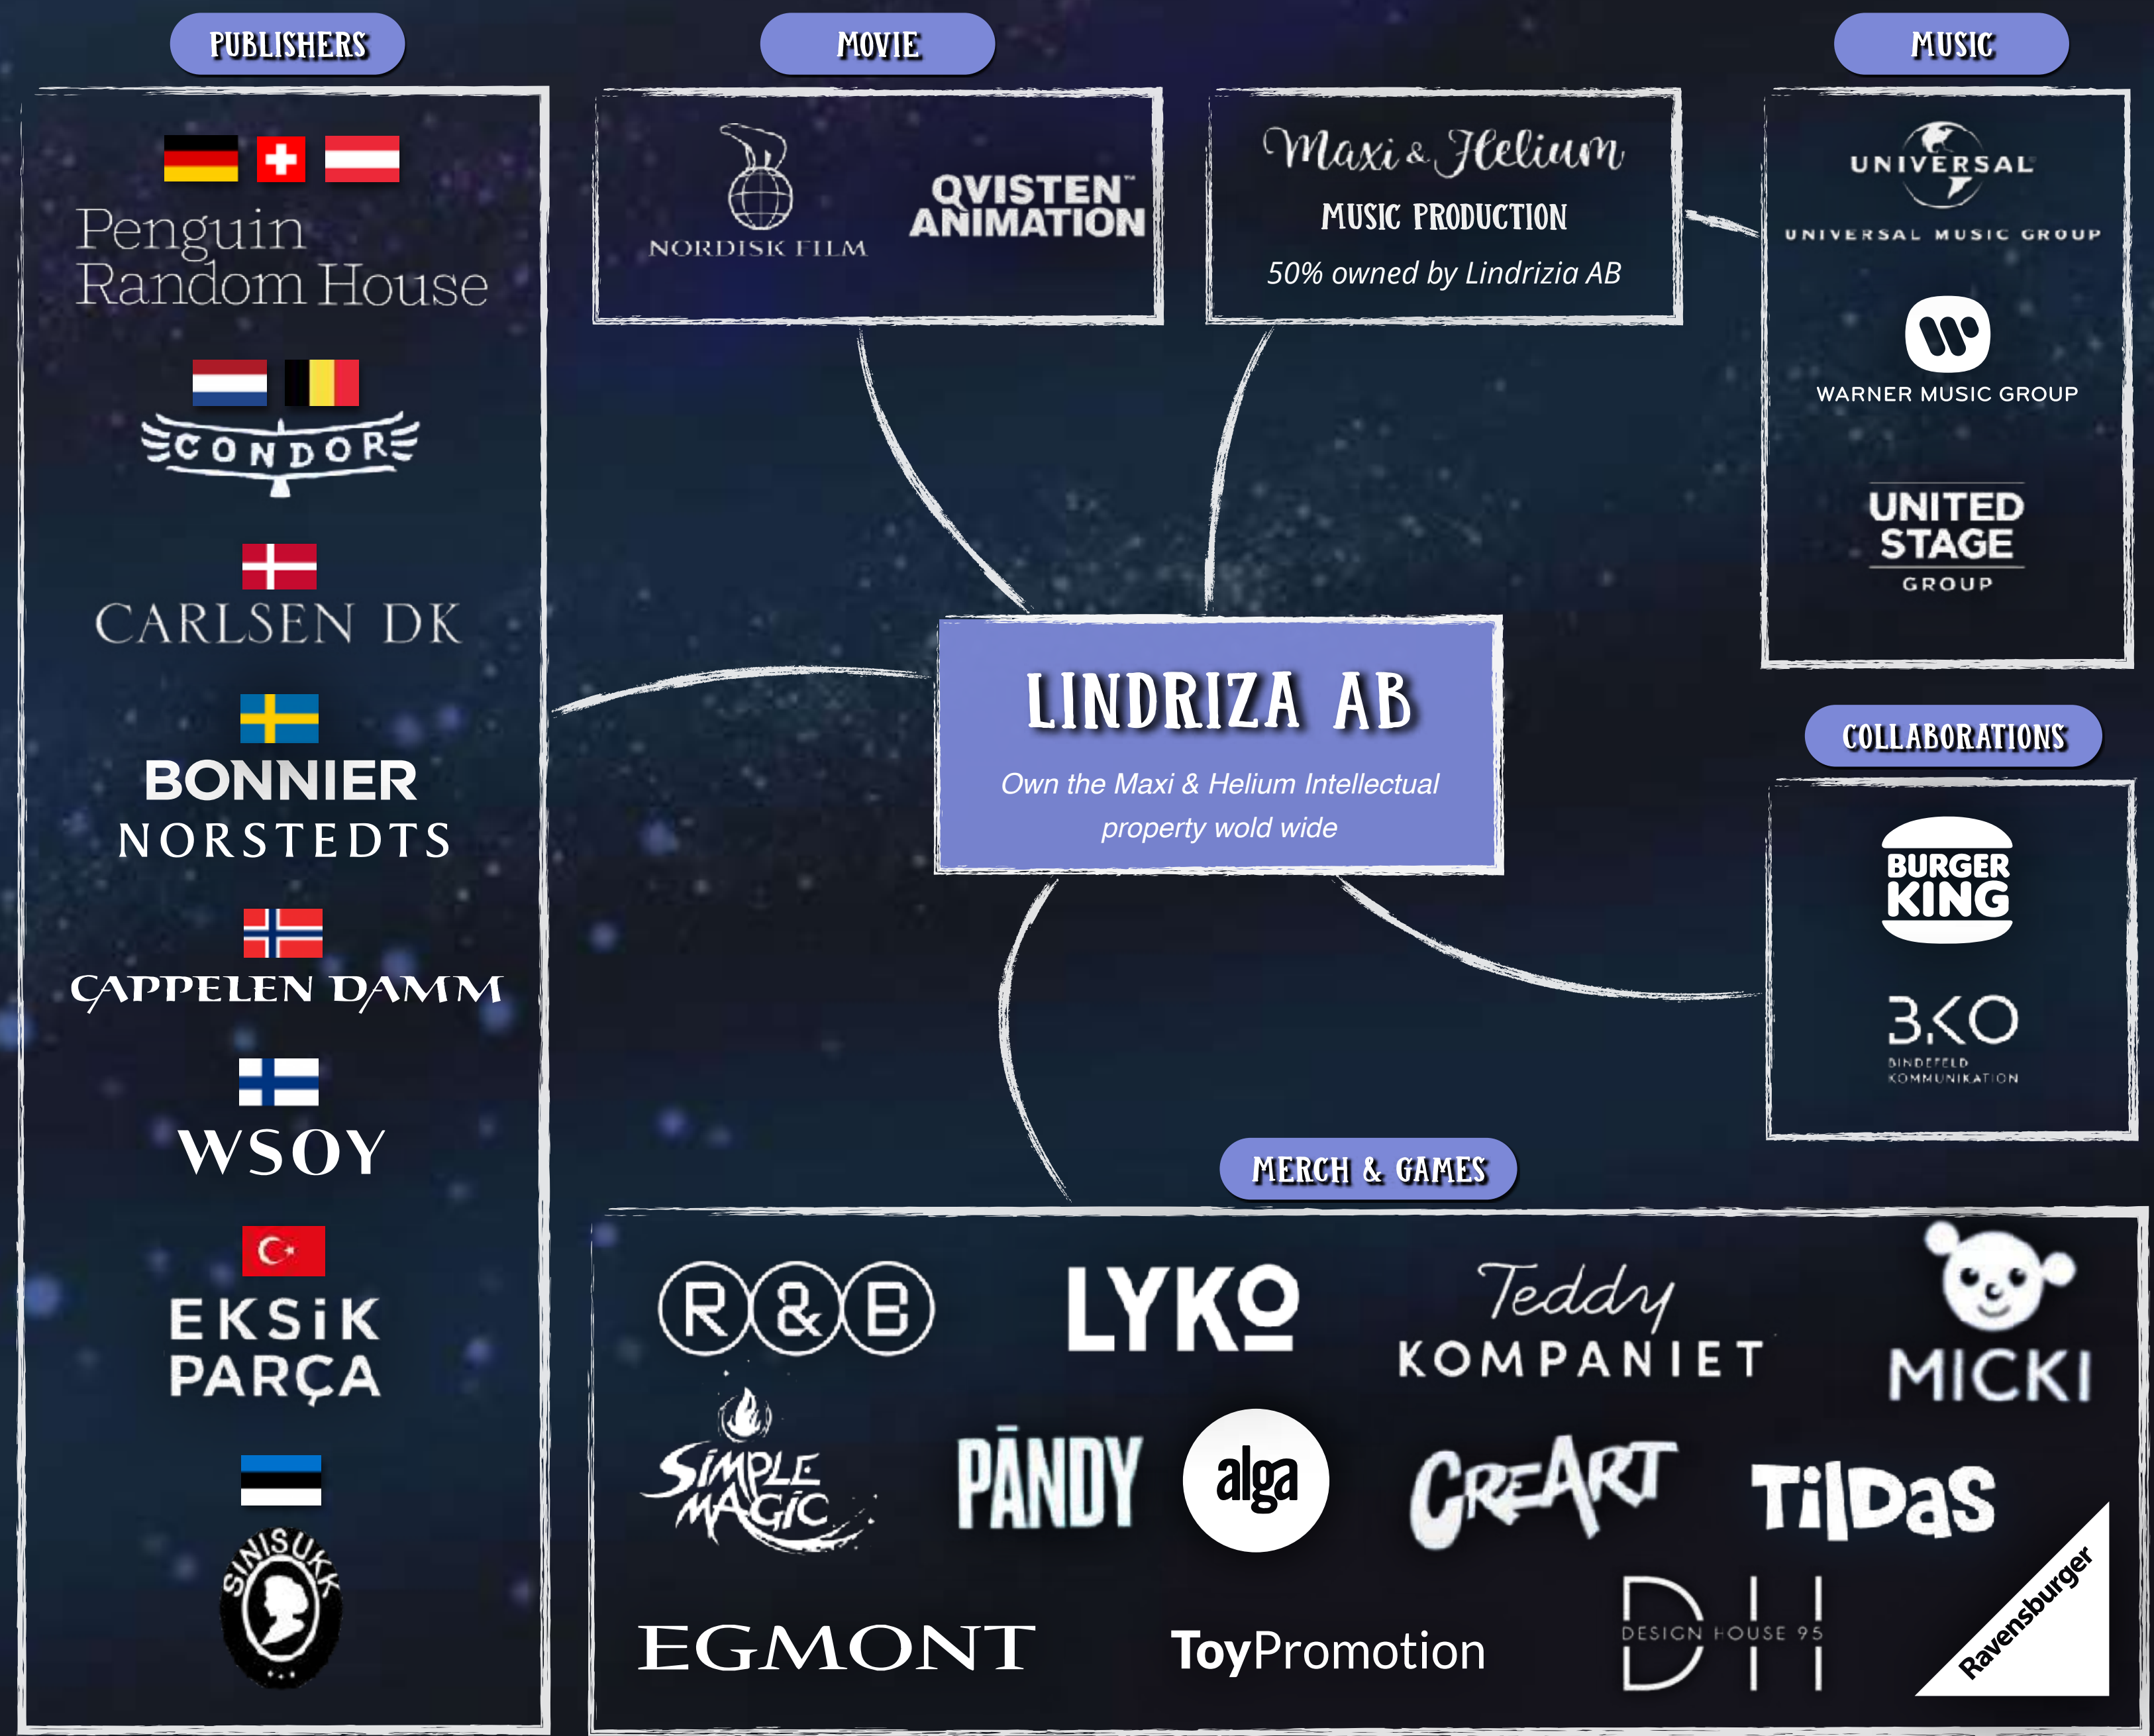 PUBLISHERS
Penguin
Random House
CONDOR
CARLSEN DK
BONNIER
NORSTEDTS
CAPPELEN DAMM
WSOY
EKSiK
PARÇA
SINISUKK
MOVIE
NORDISK FILM
QVISTEN™
ANIMATION
Maxi & Helium
MUSIC PRODUCTION
50% owned by Lindrizia AB
MUSIC
UNIVERSAL
UNIVERSAL MUSIC GROUP
WARNER MUSIC GROUP
UNITED
STAGE
GROUP
LINDRIZA AB
Own the Maxi & Helium Intellectual
property wold wide
COLLABORATIONS
BURGER
KING
BKO
BINDEFELD
KOMMUNIKATION
MERCH & GAMES
R&B
LYKO
Teddy
KOMPANIET
MICKI
SIMPLE
MAGIC
PĀNDY
alga
CREART
TiLDaS
EGMONT
ToyPromotion
DH
DESIGN HOUSE 95
Ravensburger